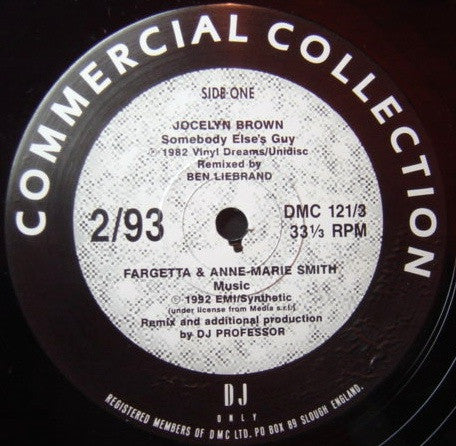 COMMERCIAL COLLECTION
SIDE ONE
JOCELYN BROWN
Somebody Else's Guy
℗ 1982 Vinyl Dreams/Unidisc
Remixed by
BEN LIEBRAND
2/93
DMC 121/3
33⅓ RPM
FARGETTA & ANNE-MARIE SMITH
Music
℗ 1992 EMI/Synthetic
(under license from Media s.r.l.)
Remix and additional production
by DJ PROFESSOR
DJ
ONLY
REGISTERED MEMBERS OF DMC LTD. PO BOX 89 SLOUGH ENGLAND.